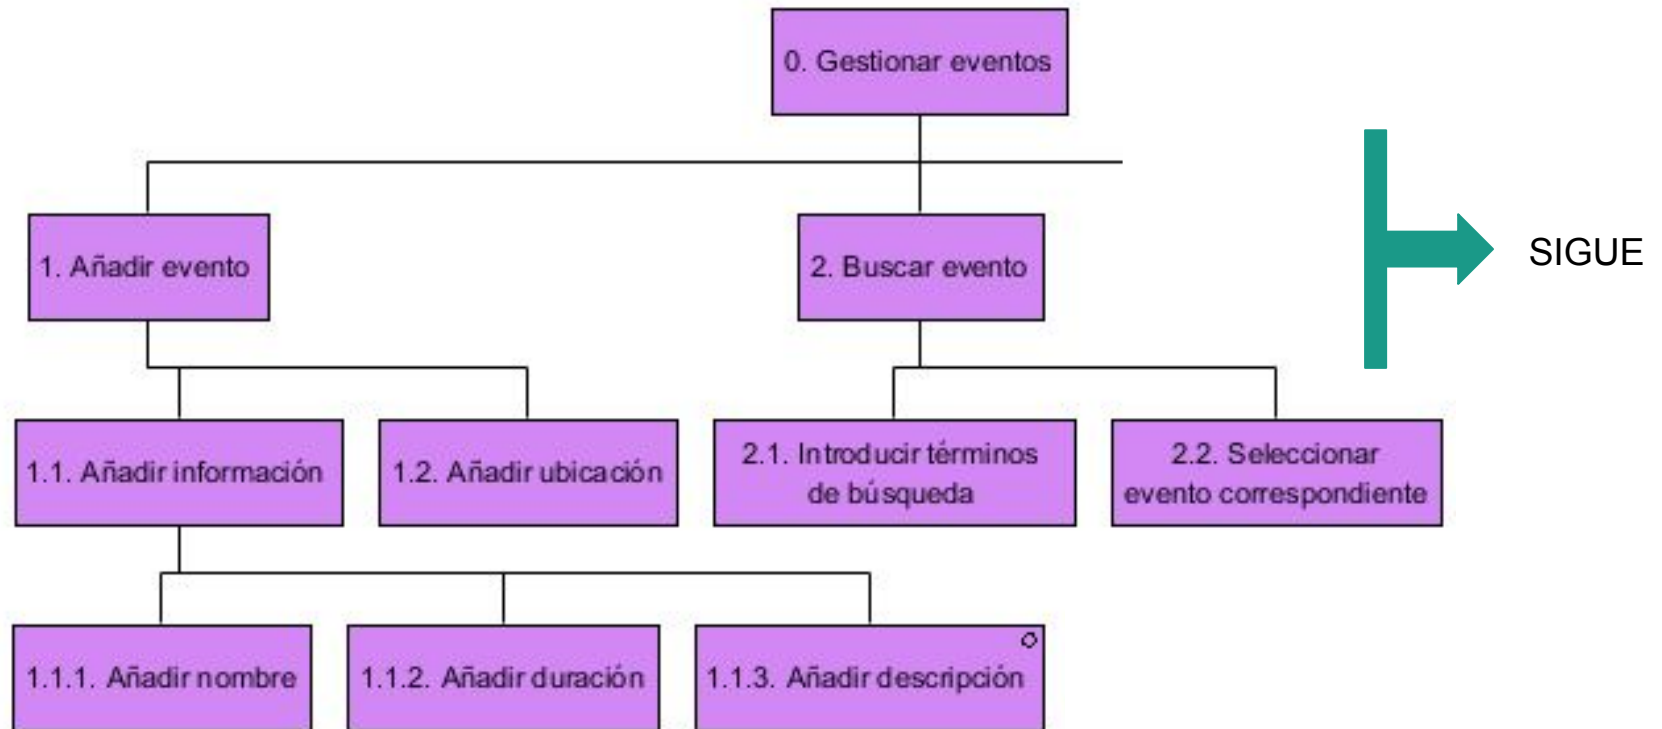 0. Gestionar eventos
SIGUE
1. Añadir evento
2. Buscar evento
1.1. Añadir información
1.2. Añadir ubicación
2.1. Introducir términos
de búsqueda
2.2. Seleccionar
evento correspondiente
1.1.1. Añadir nombre
1.1.2. Añadir duración
1.1.3. Añadir descripción